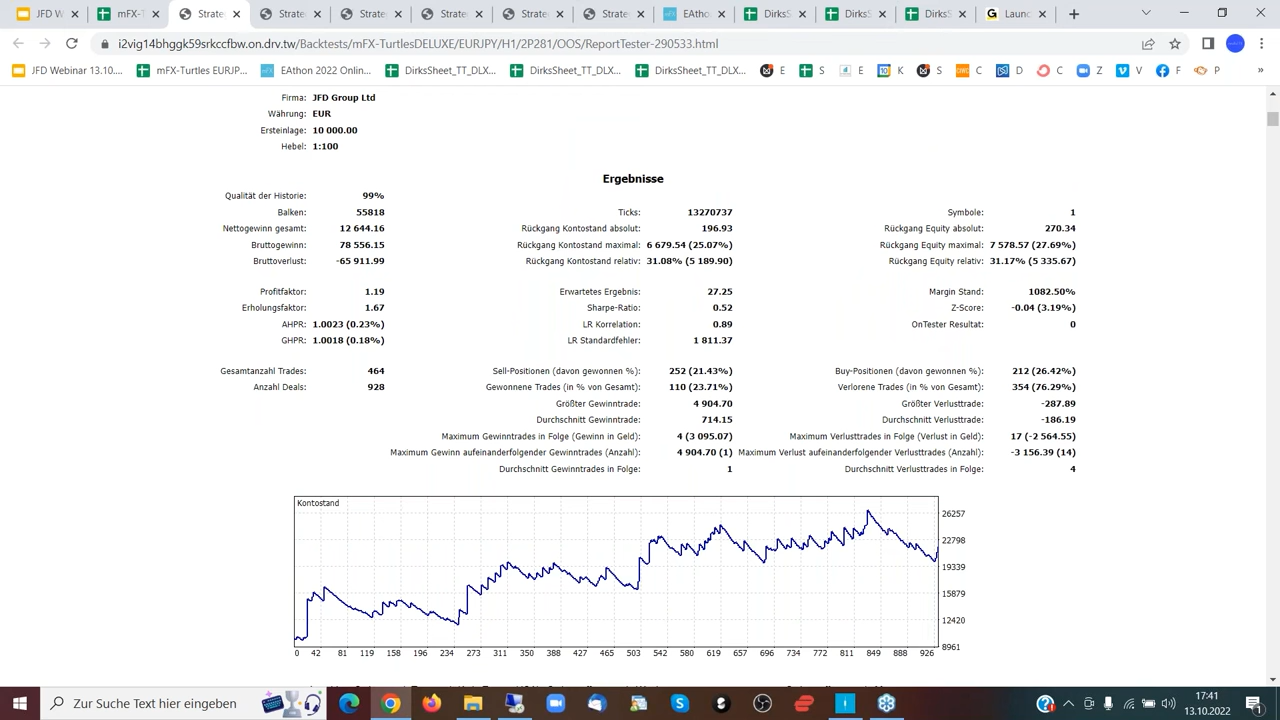 JFD W
mFX-T
Strate
Strate
Strate
Strate
Strate
Strate
EAtho
DirkS
DirkS
DirkS
Launc
i2vig14bhggk59srkccfbw.on.drv.tw/Backtests/mFX-TurtlesDELUXE/EURJPY/H1/2P281/OOS/ReportTester-290533.html
JFD Webinar 13.10....
mFX-Turtles EURJP...
EAthon 2022 Onlin...
DirksSheet_TT_DLX...
DirksSheet_TT_DLX...
DirksSheet_TT_DLX...
E
S
E
K
S
C
D
C
Z
V
F
P
»
Firma: JFD Group Ltd
Währung: EUR
Ersteinlage: 10 000.00
Hebel: 1:100
Ergebnisse
Qualität der Historie: 99%
Balken: 55818 Ticks: 13270737 Symbole: 1
Nettogewinn gesamt: 12 644.16 Rückgang Kontostand absolut: 196.93 Rückgang Equity absolut: 270.34
Bruttogewinn: 78 556.15 Rückgang Kontostand maximal: 6 679.54 (25.07%) Rückgang Equity maximal: 7 578.57 (27.69%)
Bruttoverlust: -65 911.99 Rückgang Kontostand relativ: 31.08% (5 189.90) Rückgang Equity relativ: 31.17% (5 335.67)
Profitfaktor: 1.19 Erwartetes Ergebnis: 27.25 Margin Stand: 1082.50%
Erholungsfaktor: 1.67 Sharpe-Ratio: 0.52 Z-Score: -0.04 (3.19%)
AHPR: 1.0023 (0.23%) LR Korrelation: 0.89 OnTester Resultat: 0
GHPR: 1.0018 (0.18%) LR Standardfehler: 1 811.37
Gesamtanzahl Trades: 464 Sell-Positionen (davon gewonnen %): 252 (21.43%) Buy-Positionen (davon gewonnen %): 212 (26.42%)
Anzahl Deals: 928 Gewonnene Trades (in % von Gesamt): 110 (23.71%) Verlorene Trades (in % von Gesamt): 354 (76.29%)
Größter Gewinntrade: 4 904.70 Größter Verlusttrade: -287.89
Durchschnitt Gewinntrade: 714.15 Durchschnitt Verlusttrade: -186.19
Maximum Gewinntrades in Folge (Gewinn in Geld): 4 (3 095.07) Maximum Verlusttrades in Folge (Verlust in Geld): 17 (-2 564.55)
Maximum Gewinn aufeinanderfolgender Gewinntrades (Anzahl): 4 904.70 (1) Maximum Verlust aufeinanderfolgender Verlusttrades (Anzahl): -3 156.39 (14)
Durchschnitt Gewinntrades in Folge: 1 Durchschnitt Verlusttrades in Folge: 4
Kontostand
26257
22798
19339
15879
12420
8961
0 42 81 119 158 196 234 273 311 350 388 427 465 503 542 580 619 657 696 734 772 811 849 888 926
Zur Suche Text hier eingeben
17:41
13.10.2022